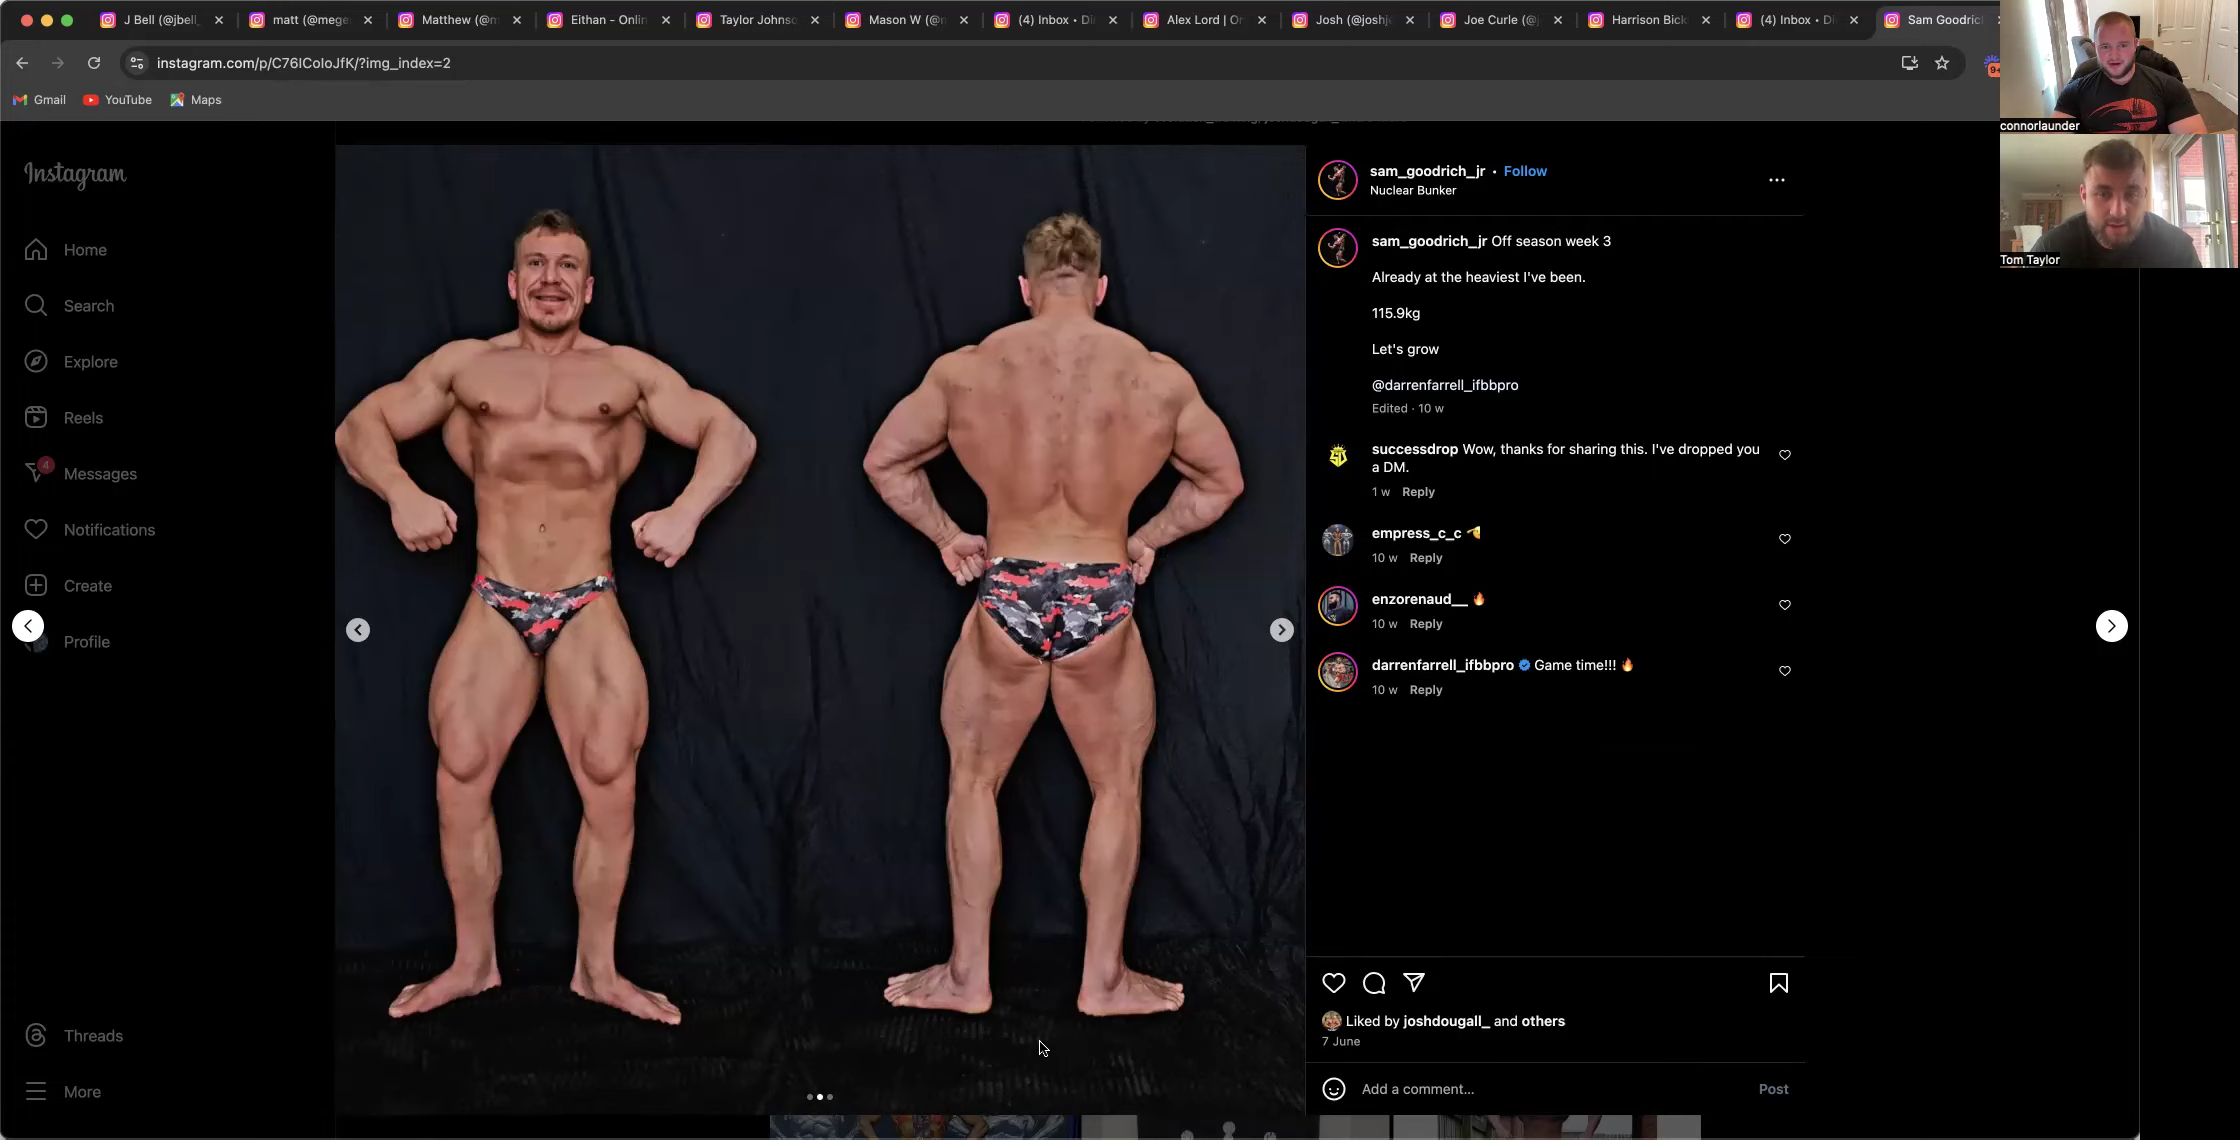 J Bell (@jbell_
matt (@mege
Matthew (@m
Eithan - Onlin
Taylor Johnso
Mason W (@n
(4) Inbox • Di
Alex Lord | O
Josh (@joshj
Joe Curle (@j
Harrison Bick
(4) Inbox • Di
Sam Goodric
instagram.com/p/C76ICoIoJfK/?img_index=2
9+
Gmail
YouTube
Maps
connorlaunder
Tom Taylor
Instagram
Home
Search
Explore
Reels
4
Messages
Notifications
Create
Profile
Threads
More
sam_goodrich_jr • Follow
Nuclear Bunker
sam_goodrich_jr Off season week 3
Already at the heaviest I've been.
115.9kg
Let's grow
@darrenfarrell_ifbbpro
Edited · 10 w
successdrop Wow, thanks for sharing this. I've dropped you
a DM.
1 w Reply
empress_c_c
10 w Reply
enzorenaud__ 🔥
10 w Reply
darrenfarrell_ifbbpro Game time!!! 🔥
10 w Reply
Liked by joshdougall_ and others
7 June
Add a comment...
Post